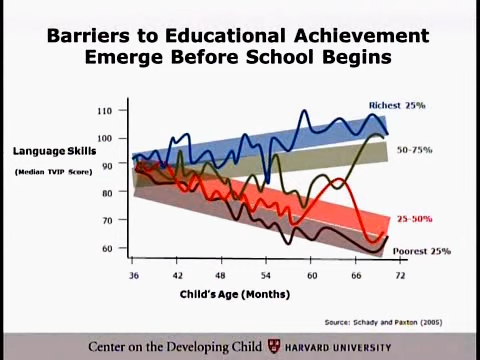 Barriers to Educational Achievement
Emerge Before School Begins
Richest 25%
110
100
90
80
70
60
Language Skills
(Median TVIP Score)
50-75%
25-50%
Poorest 25%
36 42 48 54 60 66 72
Child's Age (Months)
Source: Schady and Paxton (2005)
Center on the Developing Child HARVARD UNIVERSITY